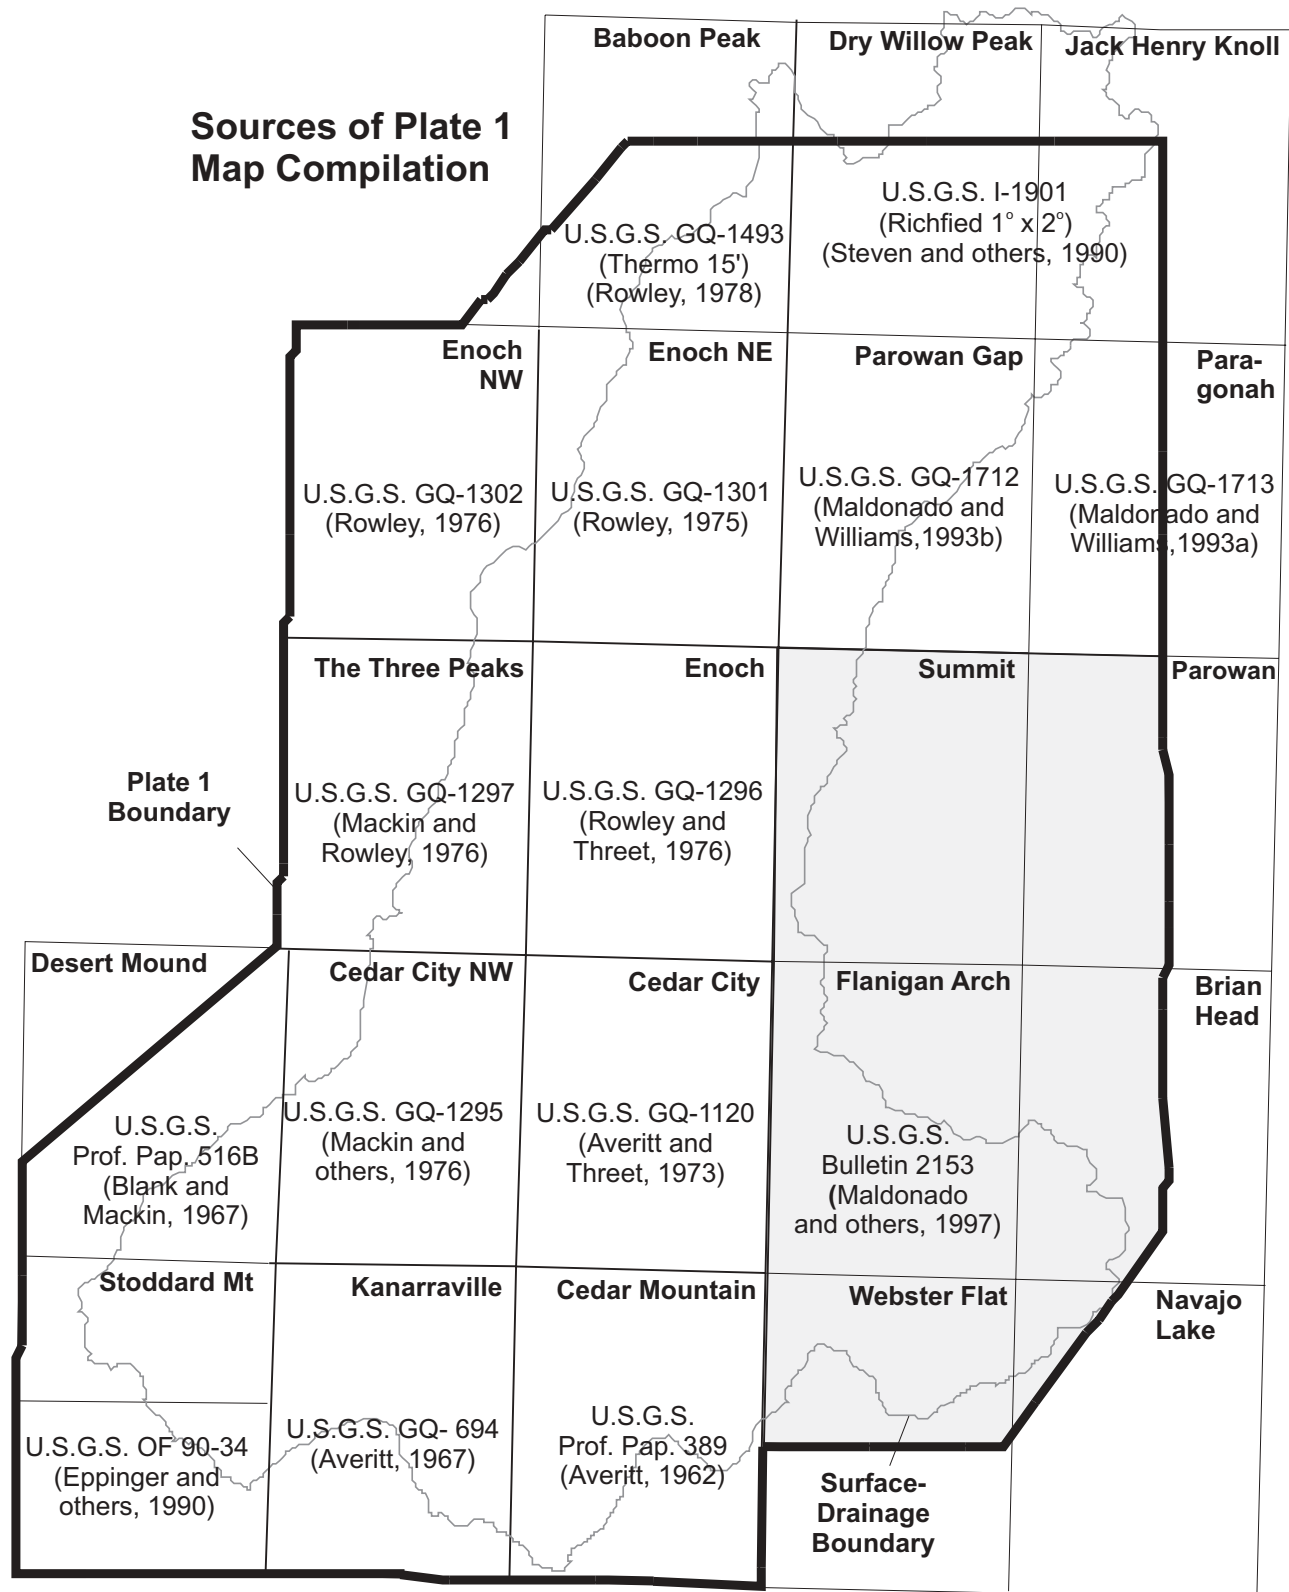 Baboon Peak
Dry Willow Peak
Jack Henry Knoll
Sources of Plate 1
Map Compilation
U.S.G.S. GQ-1493
(Thermo 15')
(Rowley, 1978)
U.S.G.S. I-1901
(Richfied 1° x 2°)
(Steven and others, 1990)
Enoch
NW
Enoch NE
Parowan Gap
Para-
gonah
U.S.G.S. GQ-1302
(Rowley, 1976)
U.S.G.S. GQ-1301
(Rowley, 1975)
U.S.G.S. GQ-1712
(Maldonado and
Williams,1993b)
U.S.G.S. GQ-1713
(Maldonado and
Williams,1993a)
The Three Peaks
Enoch
Summit
Parowan
Plate 1
Boundary
U.S.G.S. GQ-1297
(Mackin and
Rowley, 1976)
U.S.G.S. GQ-1296
(Rowley and
Threet, 1976)
Desert Mound
Cedar City NW
Cedar City
Flanigan Arch
Brian
Head
U.S.G.S.
Prof. Pap. 516B
(Blank and
Mackin, 1967)
U.S.G.S. GQ-1295
(Mackin and
others, 1976)
U.S.G.S. GQ-1120
(Averitt and
Threet, 1973)
U.S.G.S.
Bulletin 2153
(Maldonado
and others, 1997)
Stoddard Mt
Kanarraville
Cedar Mountain
Webster Flat
Navajo
Lake
U.S.G.S. OF 90-34
(Eppinger and
others, 1990)
U.S.G.S. GQ- 694
(Averitt, 1967)
U.S.G.S.
Prof. Pap. 389
(Averitt, 1962)
Surface-
Drainage
Boundary